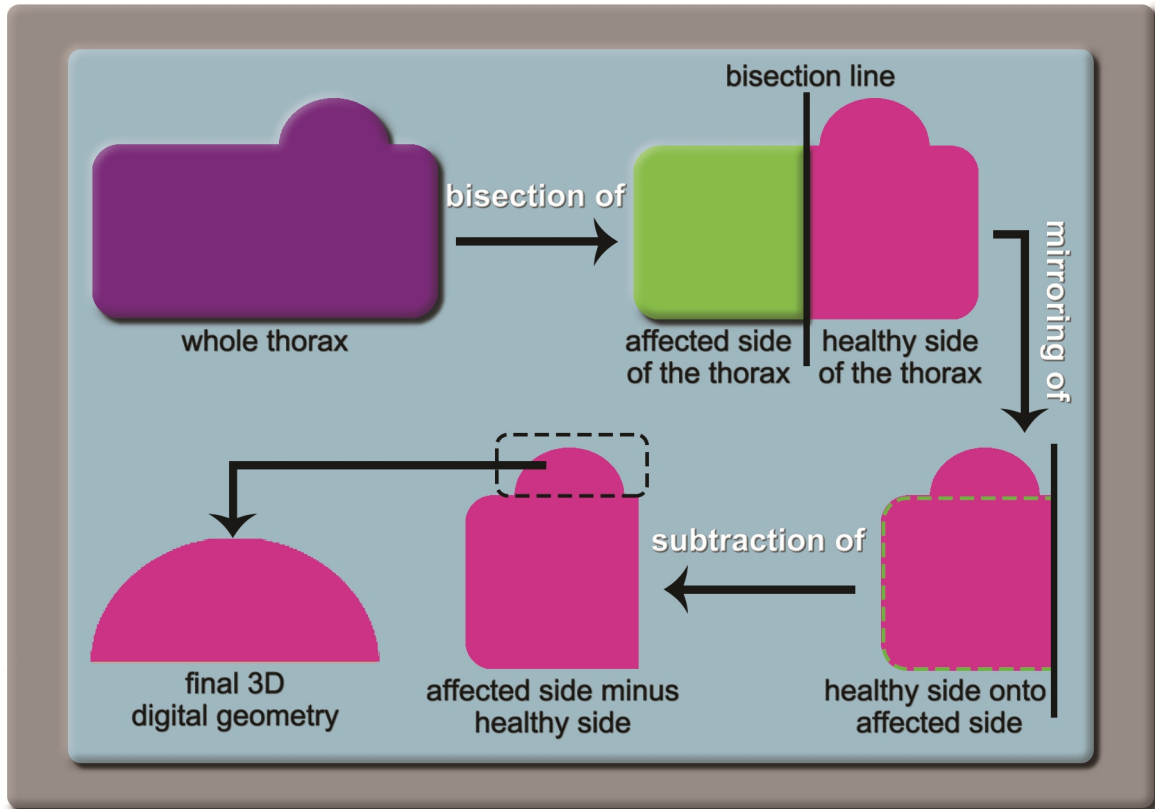 bisection line
bisection of
whole thorax
affected side
of the thorax
healthy side
of the thorax
mirroring of
healthy side onto
affected side
subtraction of
affected side minus
healthy side
final 3D
digital geometry